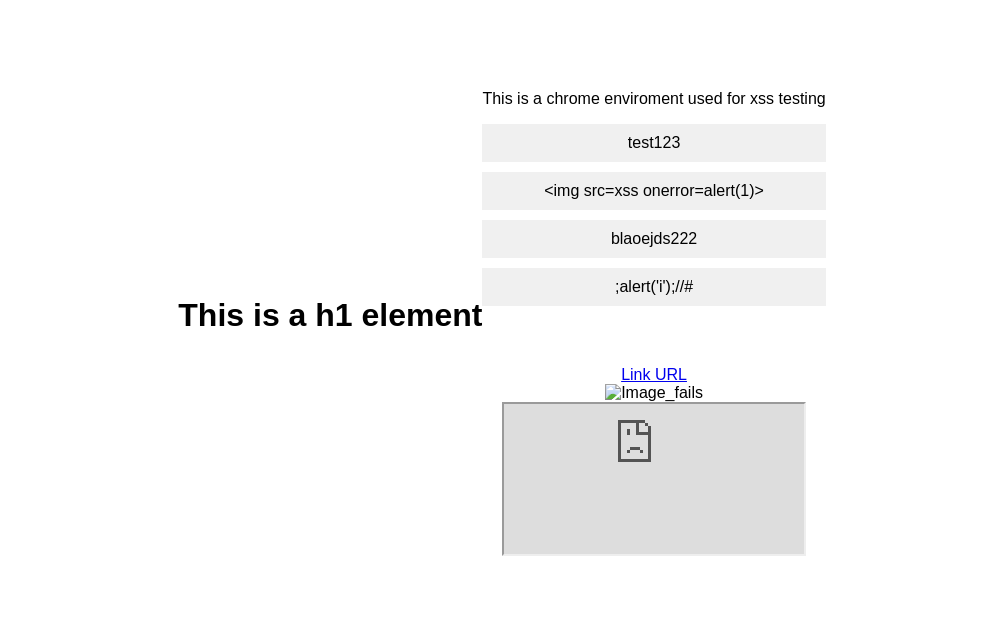 This is a chrome enviroment used for xss testing
test123
<img src=xss onerror=alert(1)>
blaoejds222
;alert('i');//#
This is a h1 element
Link URL
Image_fails